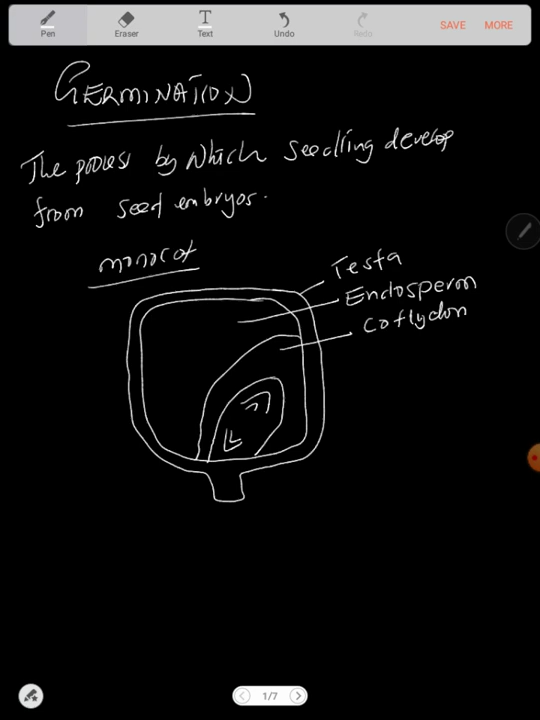 Pen
Eraser
Text
Undo
Redo
SAVE
MORE
GERMINATION
The process by which seedling develop
from seed embryos.
monocot
Testa
Endosperm
Cotlydon
1/7